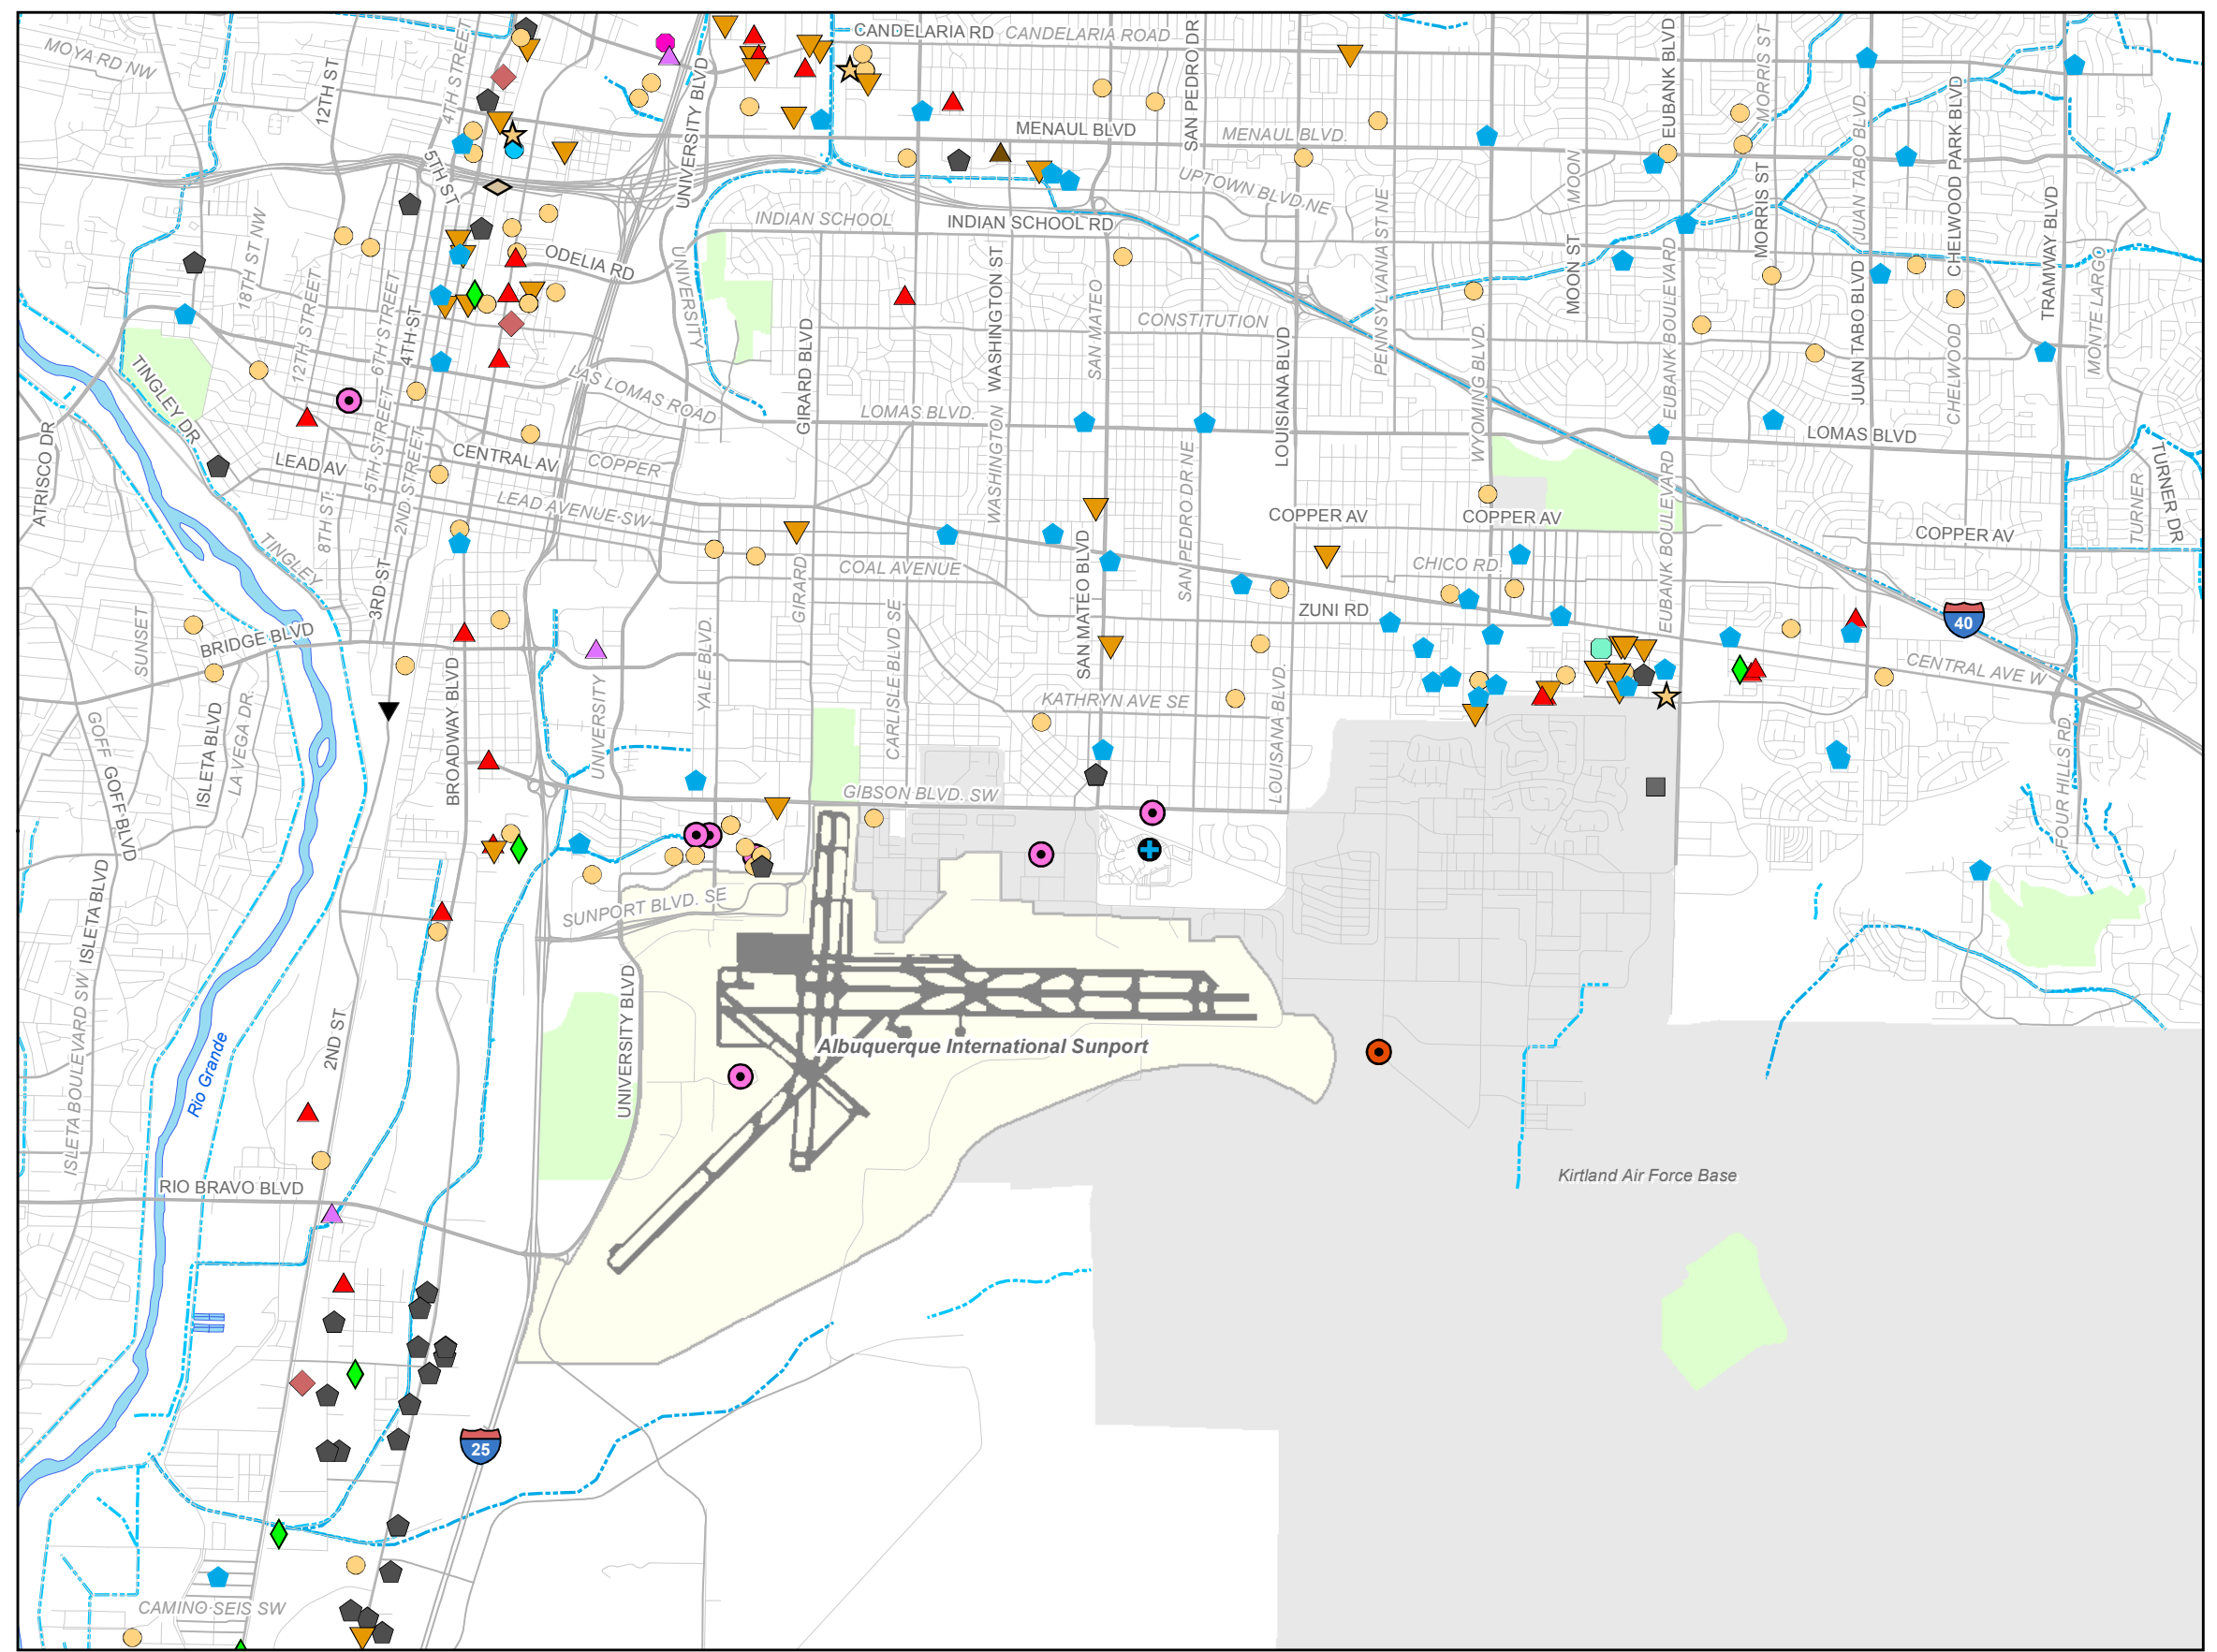 CANDELARIA RD
CANDELARIA ROAD
MOYA RD NW
12TH ST
4TH STREET
UNIVERSITY BLVD
SAN PEDRO DR
EUBANK BLVD
MORRIS ST
JUAN TABO BLVD.
CHELWOOD PARK BLVD
MENAUL BLVD
MENAUL BLVD.
5TH ST
UPTOWN BLVD NE
MOON
MORRIS ST
TRAMWAY BLVD
18TH ST NW
INDIAN SCHOOL
INDIAN SCHOOL RD
ODELIA RD
UNIVERSITY
WASHINGTON ST
SAN MATEO
PENNSYLVANIA ST NE
MOON ST
EUBANK BOULEVARD
JUAN TABO BLVD
MONTE LARGO
12TH STREET
6TH STREET
4TH ST
GIRARD BLVD
CONSTITUTION
LOUISIANA BLVD
WYOMING BLVD.
CHELWOOD
TINGLEY DR
LAS LOMAS ROAD
LOMAS BLVD.
LOMAS BLVD
ATRISCO DR
LEAD AV
5TH STREET
2ND STREET
CENTRAL AV
COPPER
WASHINGTON
SAN PEDRO DR NE
TURNER
TURNER DR
8TH ST.
LEAD AVENUE SW
COPPER AV
COPPER AV
COPPER AV
TINGLEY
3RD ST
GIRARD
COAL AVENUE
CHICO RD.
EUBANK BOULEVARD
SUNSET
BRIDGE BLVD
CARLISLE BLVD SE
SAN MATEO BLVD
ZUNI RD
40
YALE BLVD.
KATHRYN AVE SE
CENTRAL AVE W
GOFF
GOFF BLVD
ISLETA BLVD
LA VEGA DR.
BROADWAY BLVD
UNIVERSITY
LOUSIANA BLVD.
FOUR HILLS RD.
GIBSON BLVD. SW
ISLETA BLVD
SUNPORT BLVD. SE
ISLETA BOULEVARD SW
Rio Grande
2ND ST
UNIVERSITY BLVD
Albuquerque International Sunport
Kirtland Air Force Base
RIO BRAVO BLVD
25
CAMINO SEIS SW